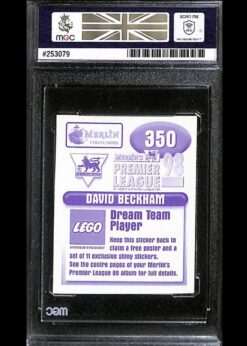 MGC
#253079
MERLIN
350
MERLIN'S
PREMIER
LEAGUE
98
DAVID BECKHAM
LEGO
Dream Team
Player
Keep this sticker back to
claim a free poster and a
set of 11 exclusive shiny stickers.
See the centre pages of your Merlin's
Premier League 98 album for full details.
MGC